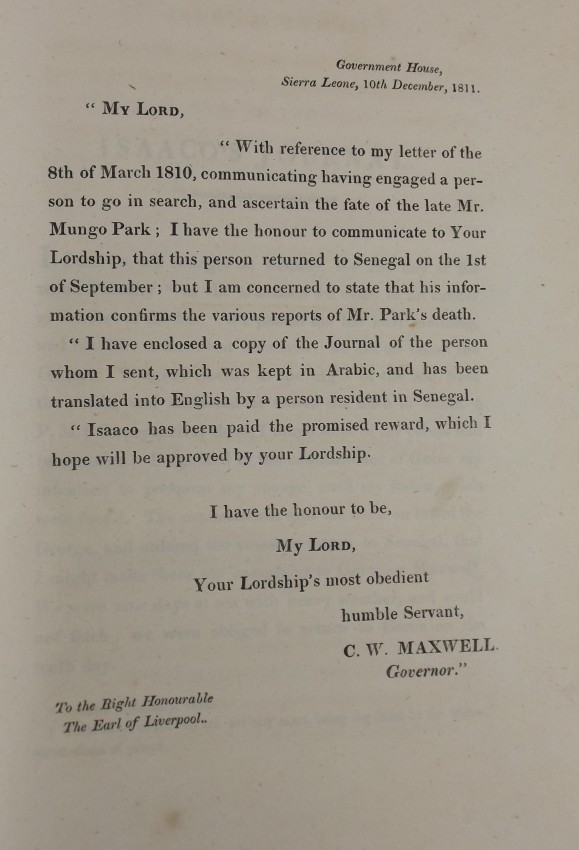 Government House,
Sierra Leone, 10th December, 1811.
“ My Lord,
“ With reference to my letter of the
8th of March 1810, communicating having engaged a per-
son to go in search, and ascertain the fate of the late Mr.
Mungo Park ; I have the honour to communicate to Your
Lordship, that this person returned to Senegal on the 1st
of September ; but I am concerned to state that his infor-
mation confirms the various reports of Mr. Park's death.
“ I have enclosed a copy of the Journal of the person
whom I sent, which was kept in Arabic, and has been
translated into English by a person resident in Senegal.
“ Isaaco has been paid the promised reward, which I
hope will be approved by your Lordship.
I have the honour to be,
My Lord,
Your Lordship's most obedient
humble Servant,
C. W. MAXWELL.
Governor.”
To the Right Honourable
The Earl of Liverpool..